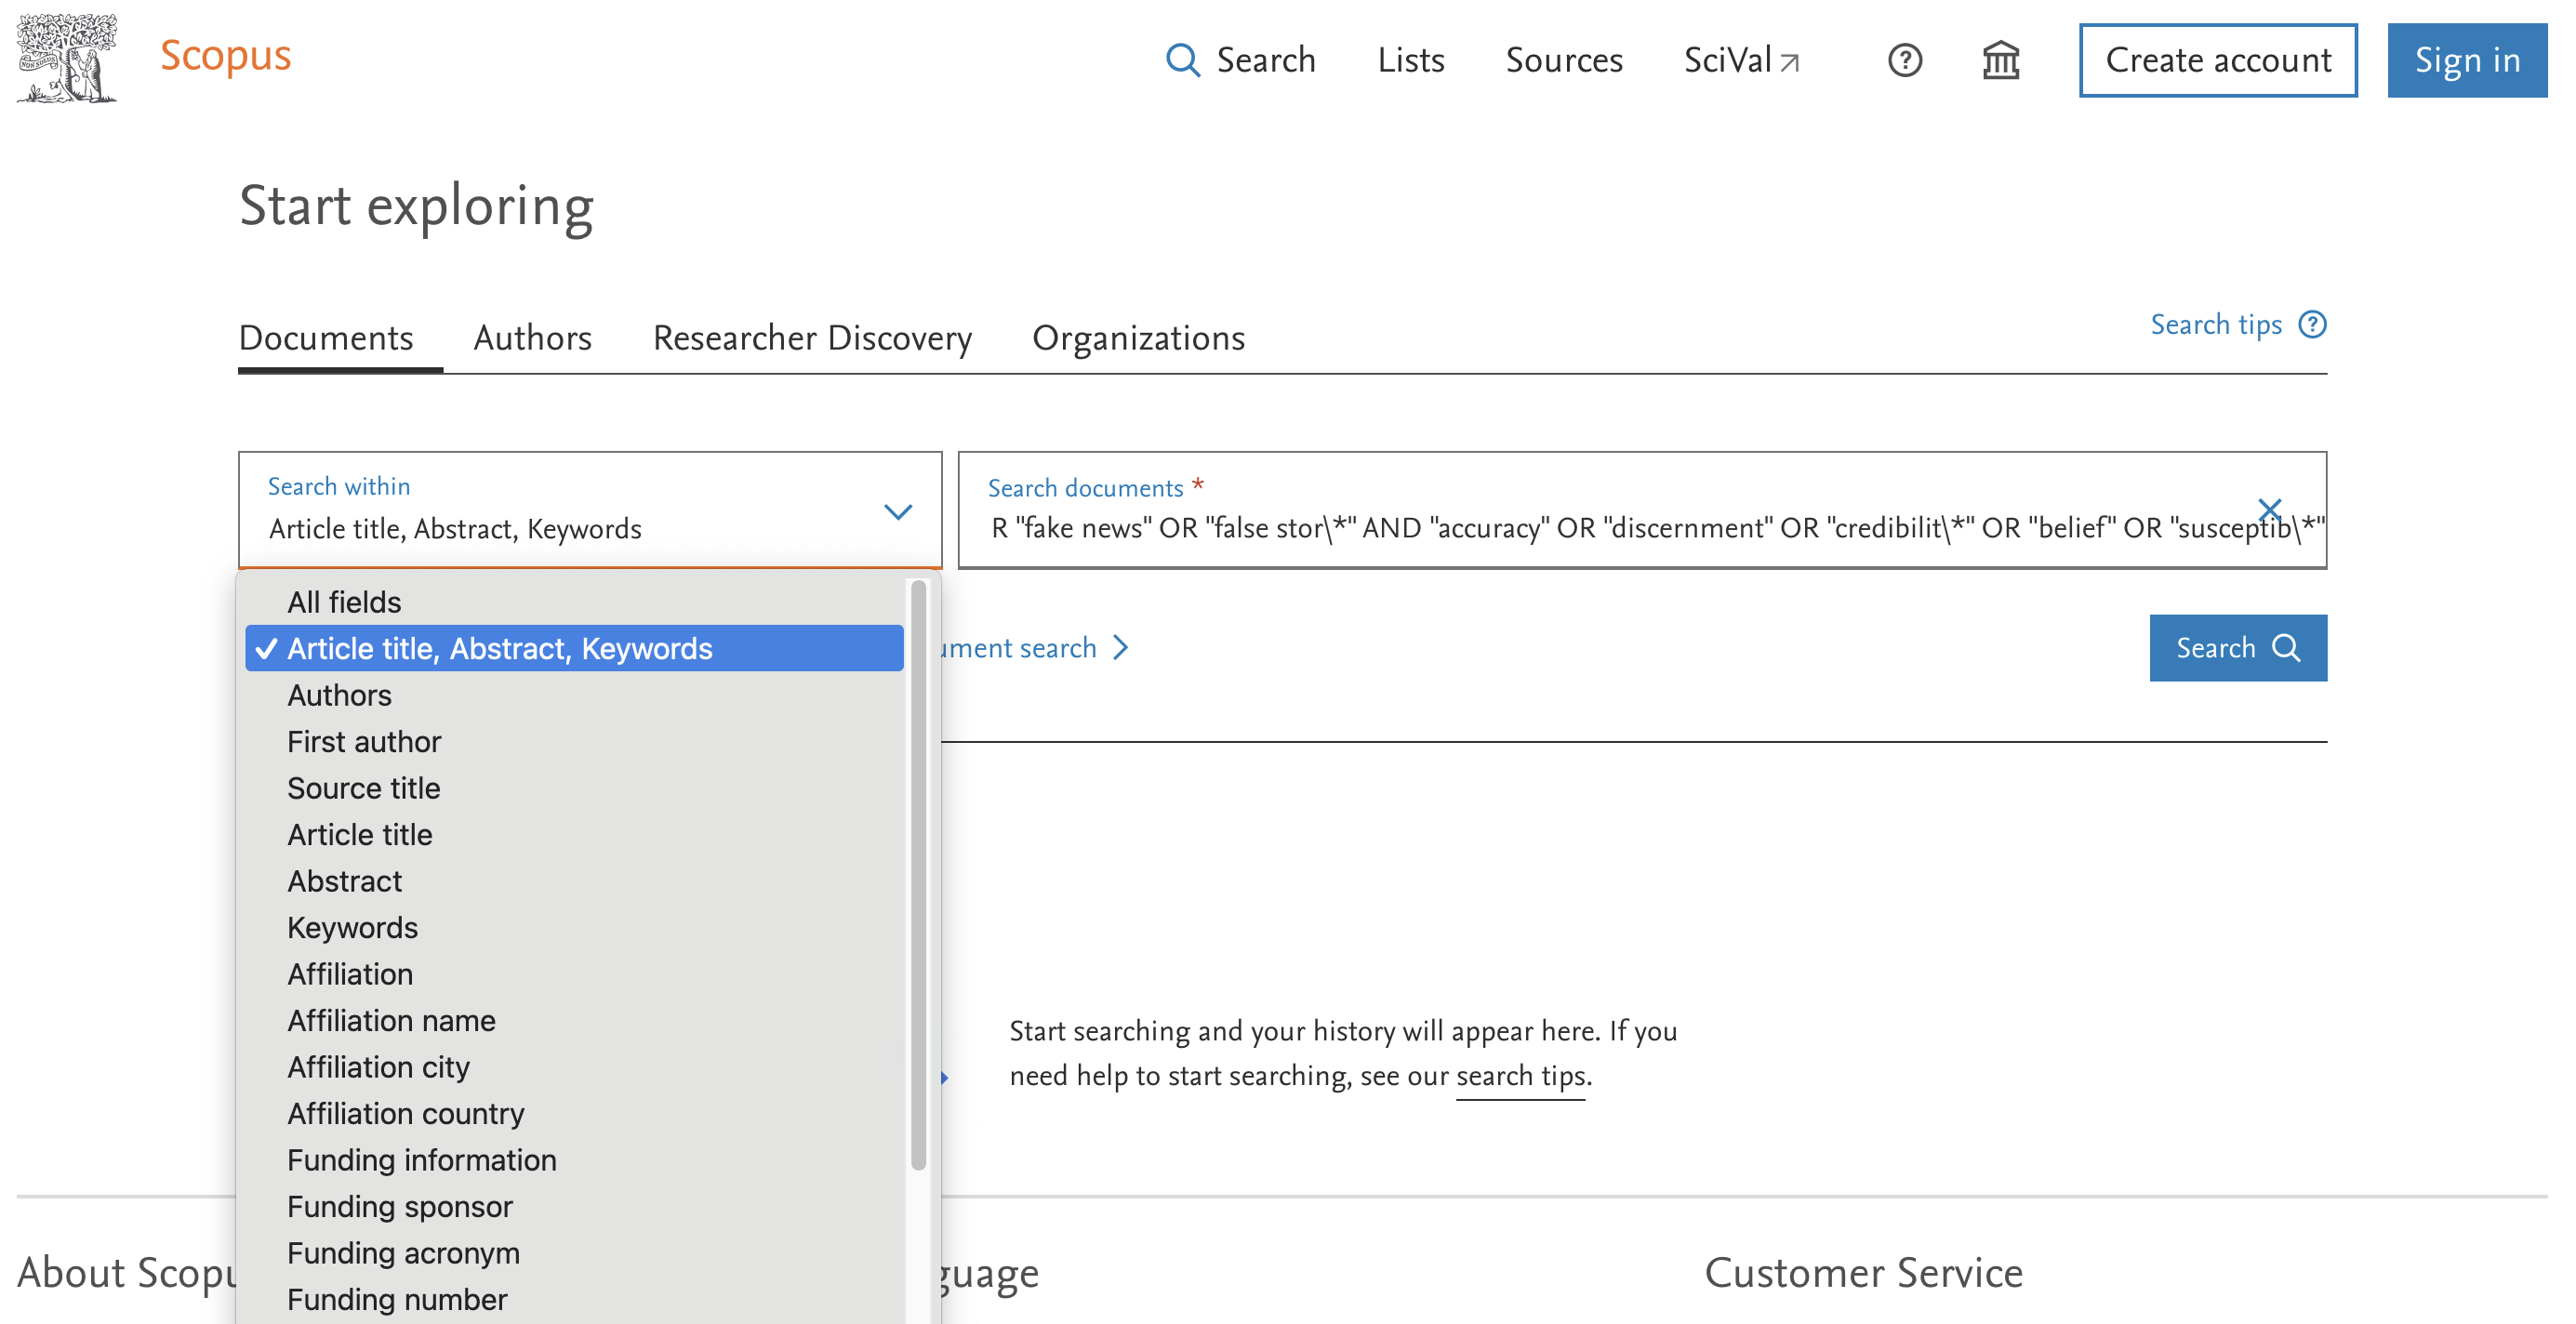 Scopus
Search Lists Sources SciVal Create account Sign in
Start exploring
Documents Authors Researcher Discovery Organizations Search tips
Search within
Article title, Abstract, Keywords
Search documents *
R "fake news" OR "false stor\*" AND "accuracy" OR "discernment" OR "credibilit\*" OR "belief" OR "susceptib\*"
All fields
Article title, Abstract, Keywords
Authors
First author
Source title
Article title
Abstract
Keywords
Affiliation
Affiliation name
Affiliation city
Affiliation country
Funding information
Funding sponsor
Funding acronym
Funding number
ument search
Search
Start searching and your history will appear here. If you
need help to start searching, see our search tips.
About Scopu
guage
Customer Service